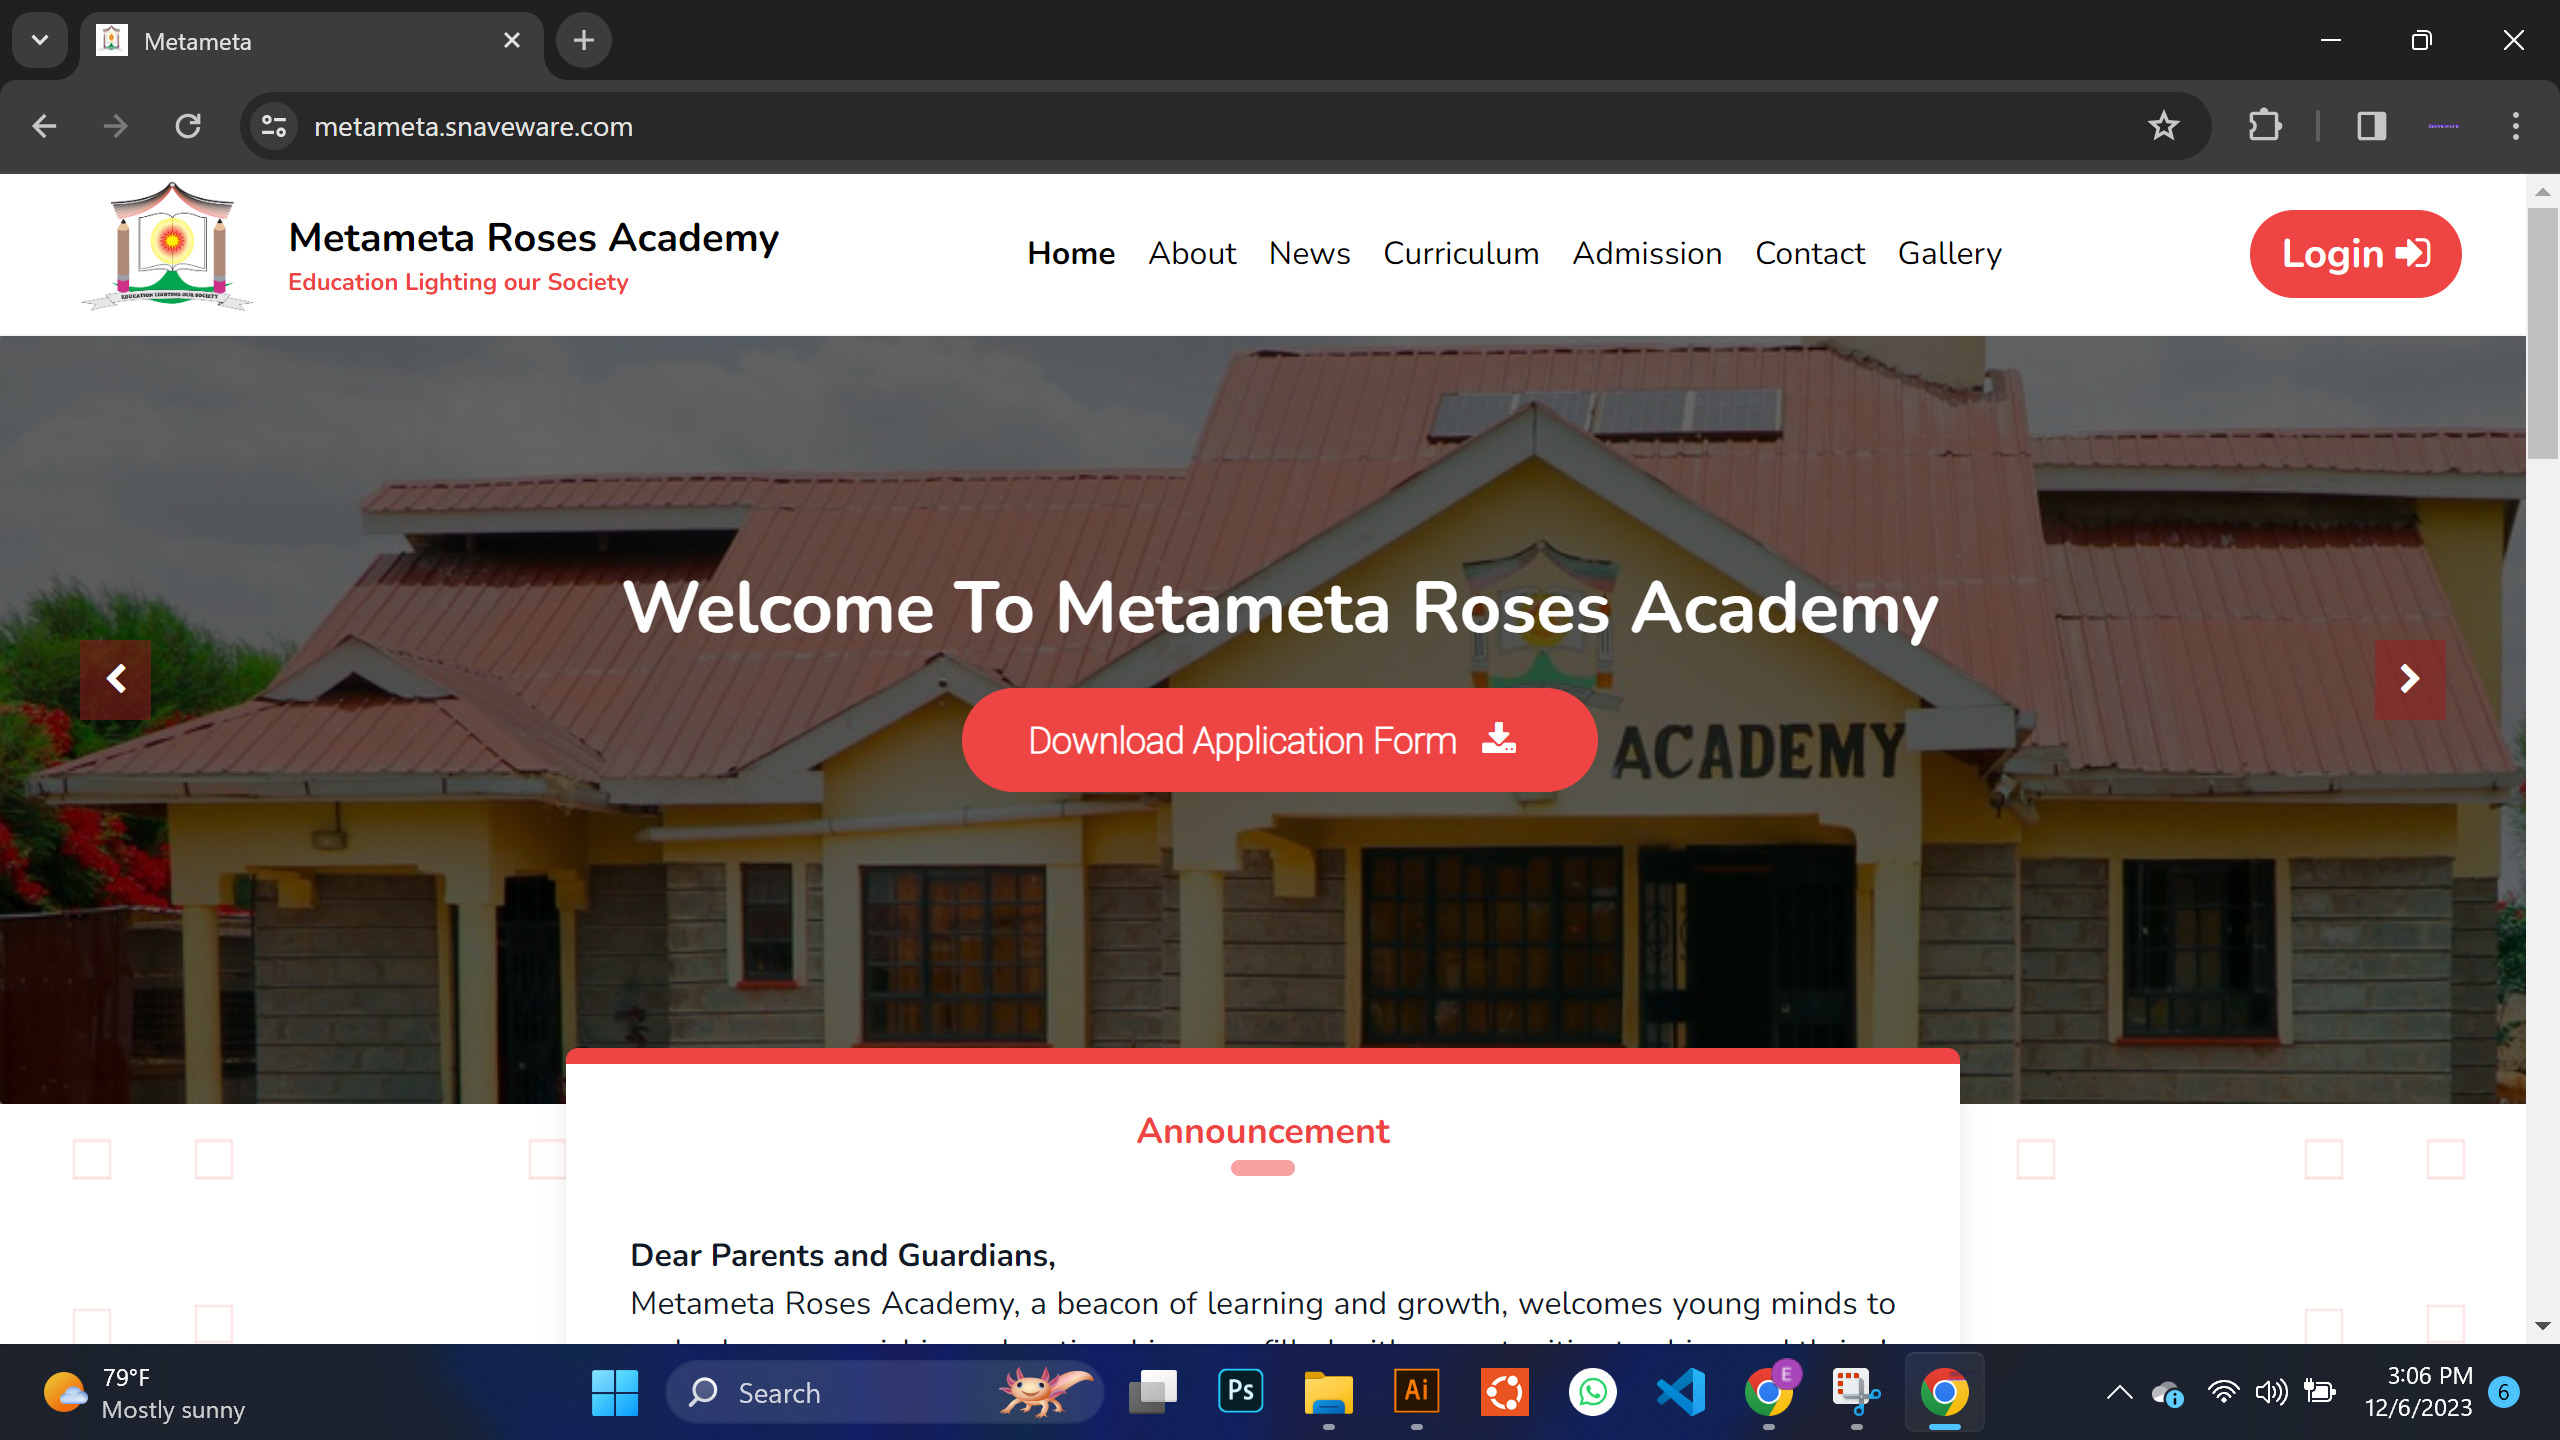 Metameta
metameta.snaveware.com
EDUCATION LIGHTING OUR SOCIETY
Metameta Roses Academy
Education Lighting our Society
Home About News Curriculum Admission Contact Gallery
Login
Welcome To Metameta Roses Academy
Download Application Form
ACADEMY
Announcement
Dear Parents and Guardians,
Metameta Roses Academy, a beacon of learning and growth, welcomes young minds to
79°F
Mostly sunny
Search
Ps
Ai
E
3:06 PM
12/6/2023
6